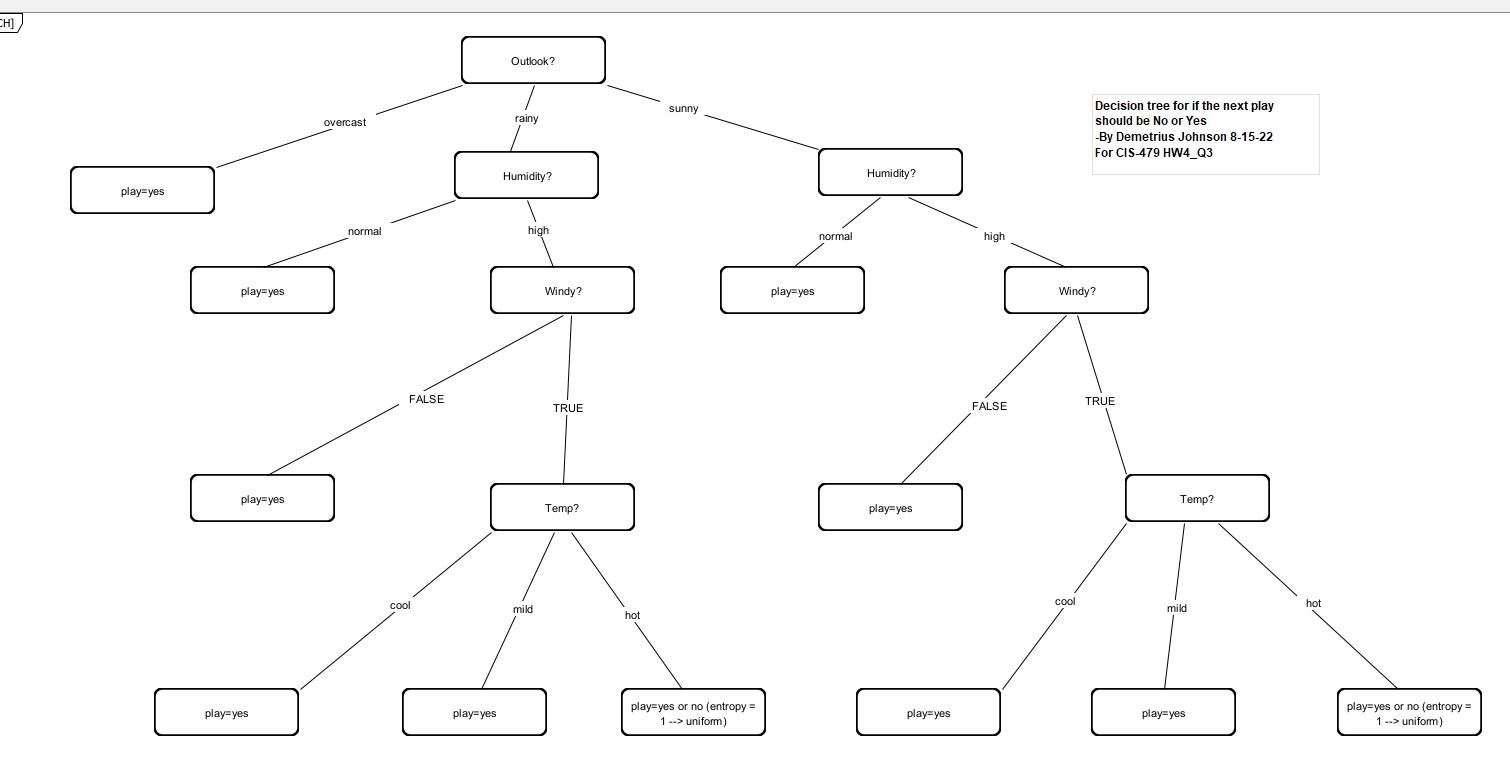 CH]
Outlook?
overcast
rainy
sunny
Decision tree for if the next play
should be No or Yes
-By Demetrius Johnson 8-15-22
For CIS-479 HW4_Q3
play=yes
Humidity?
Humidity?
normal
high
normal
high
play=yes
Windy?
play=yes
Windy?
FALSE
TRUE
FALSE
TRUE
play=yes
Temp?
play=yes
Temp?
cool
mild
hot
cool
mild
hot
play=yes
play=yes
play=yes or no (entropy =
1 --> uniform)
play=yes
play=yes
play=yes or no (entropy =
1 --> uniform)